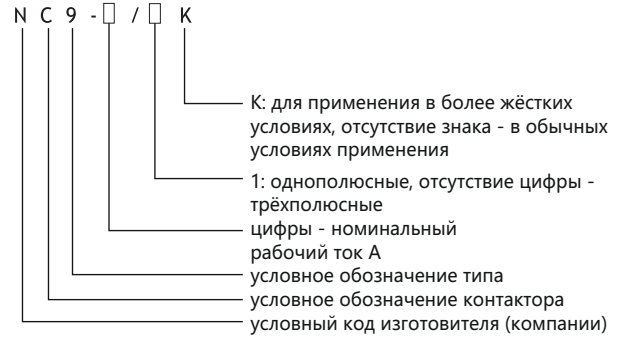 N C 9 - □ / □ K
К: для применения в более жёстких
условиях, отсутствие знака - в обычных
условиях применения
1: однополюсные, отсутствие цифры -
трёхполюсные
цифры - номинальный
рабочий ток А
условное обозначение типа
условное обозначение контактора
условный код изготовителя (компании)